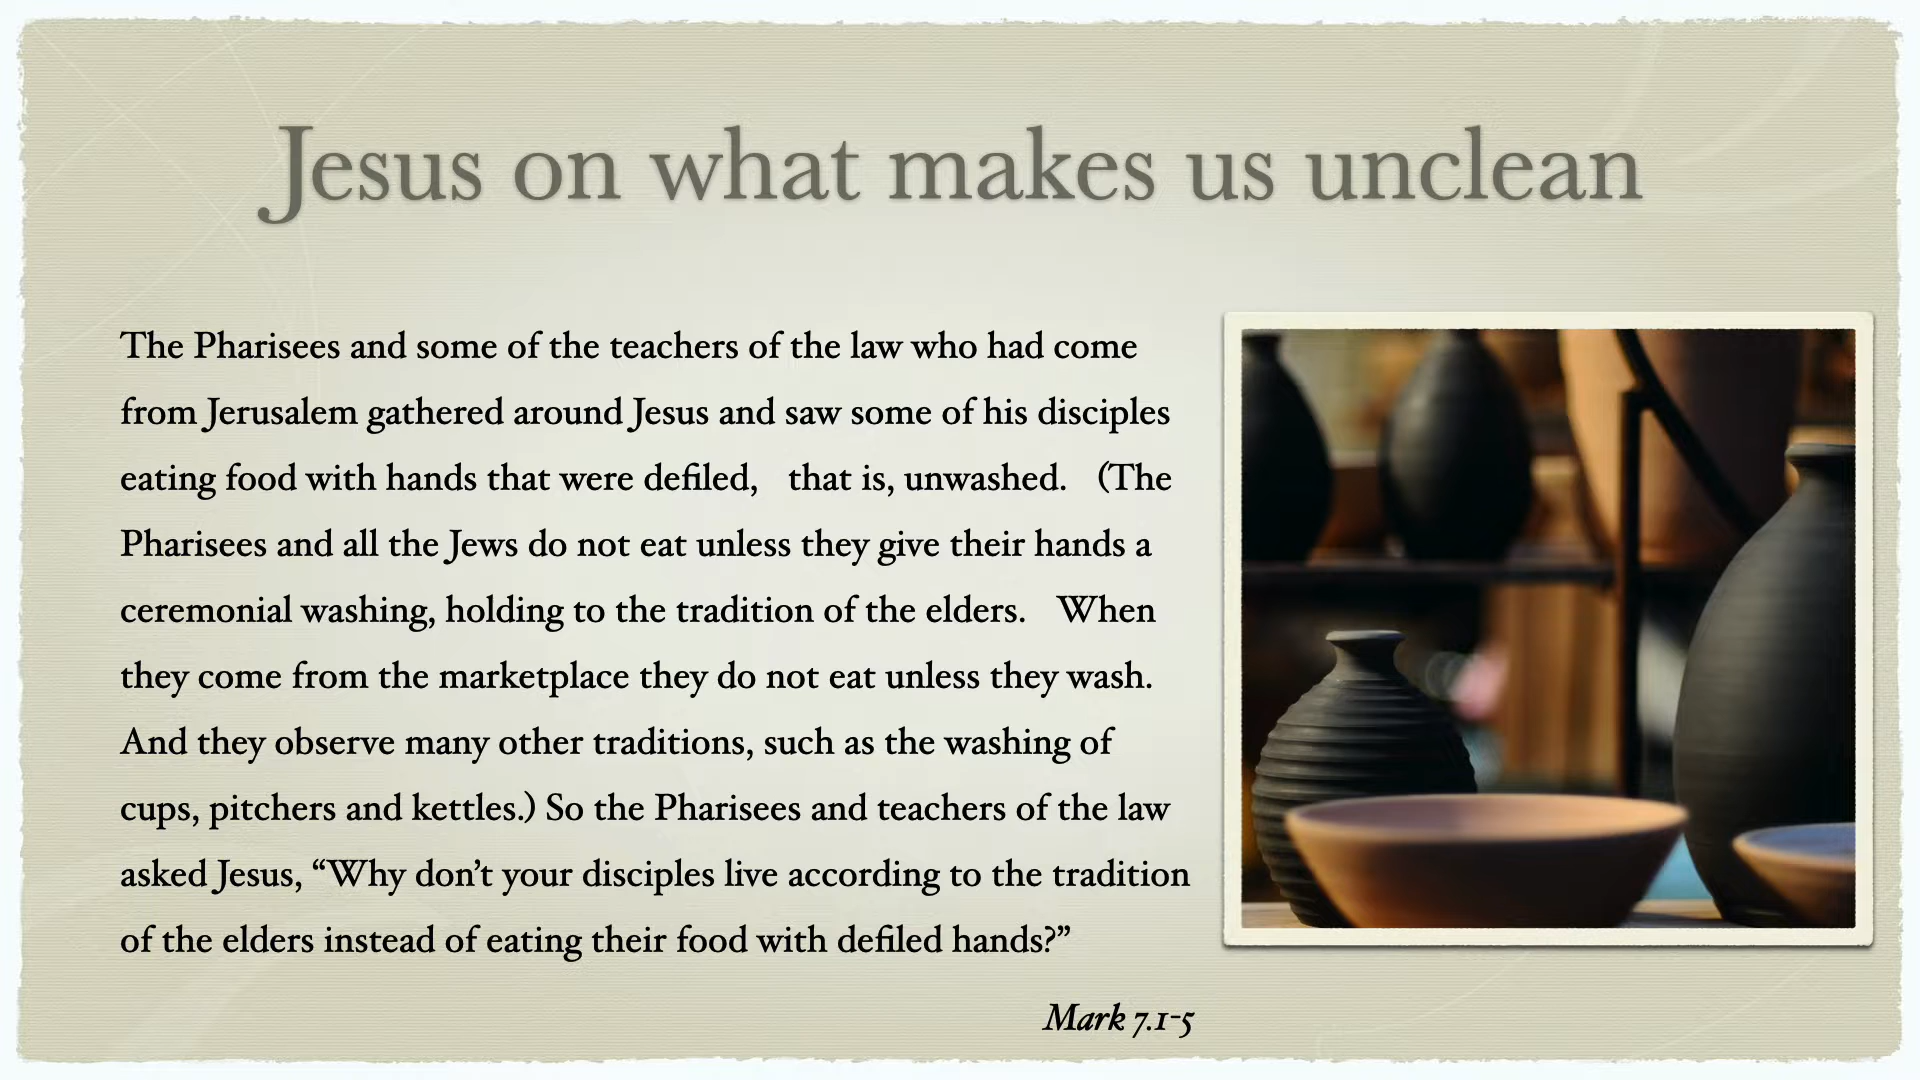 Jesus on what makes us unclean
The Pharisees and some of the teachers of the law who had come
from Jerusalem gathered around Jesus and saw some of his disciples
eating food with hands that were defiled,   that is, unwashed.   (The
Pharisees and all the Jews do not eat unless they give their hands a
ceremonial washing, holding to the tradition of the elders.   When
they come from the marketplace they do not eat unless they wash.
And they observe many other traditions, such as the washing of
cups, pitchers and kettles.) So the Pharisees and teachers of the law
asked Jesus, “Why don’t your disciples live according to the tradition
of the elders instead of eating their food with defiled hands?”
Mark 7.1-5